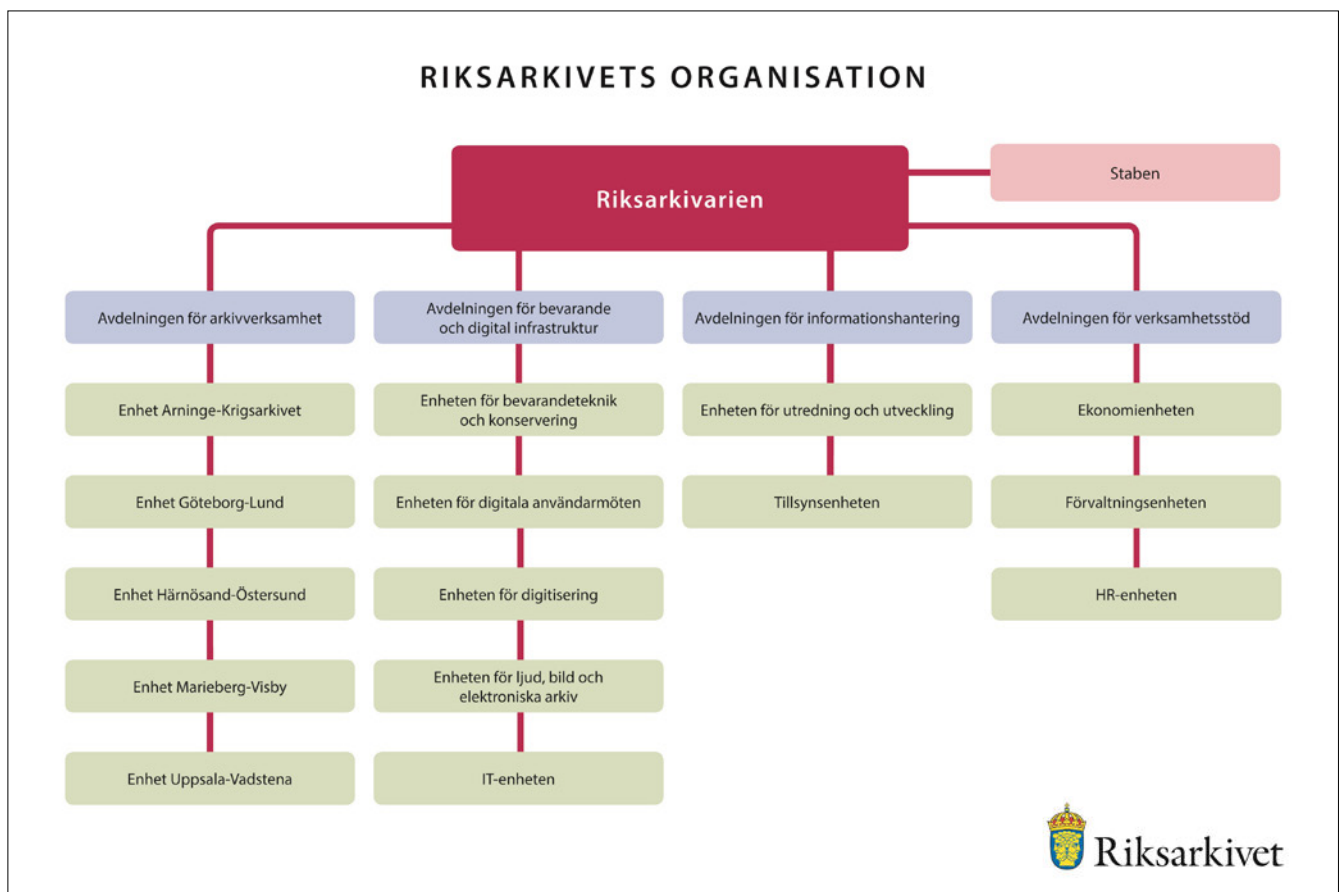 RIKSARKIVETS ORGANISATION
Riksarkivarien
Staben
Avdelningen för arkivverksamhet
Enhet Arninge-Krigsarkivet
Enhet Göteborg-Lund
Enhet Härnösand-Östersund
Enhet Marieberg-Visby
Enhet Uppsala-Vadstena
Avdelningen för bevarande
och digital infrastruktur
Enheten för bevarandeteknik
och konservering
Enheten för digitala användarmöten
Enheten för digitisering
Enheten för ljud, bild och
elektroniska arkiv
IT-enheten
Avdelningen för informationshantering
Enheten för utredning och utveckling
Tillsynsenheten
Avdelningen för verksamhetsstöd
Ekonomienheten
Förvaltningsenheten
HR-enheten
Riksarkivet